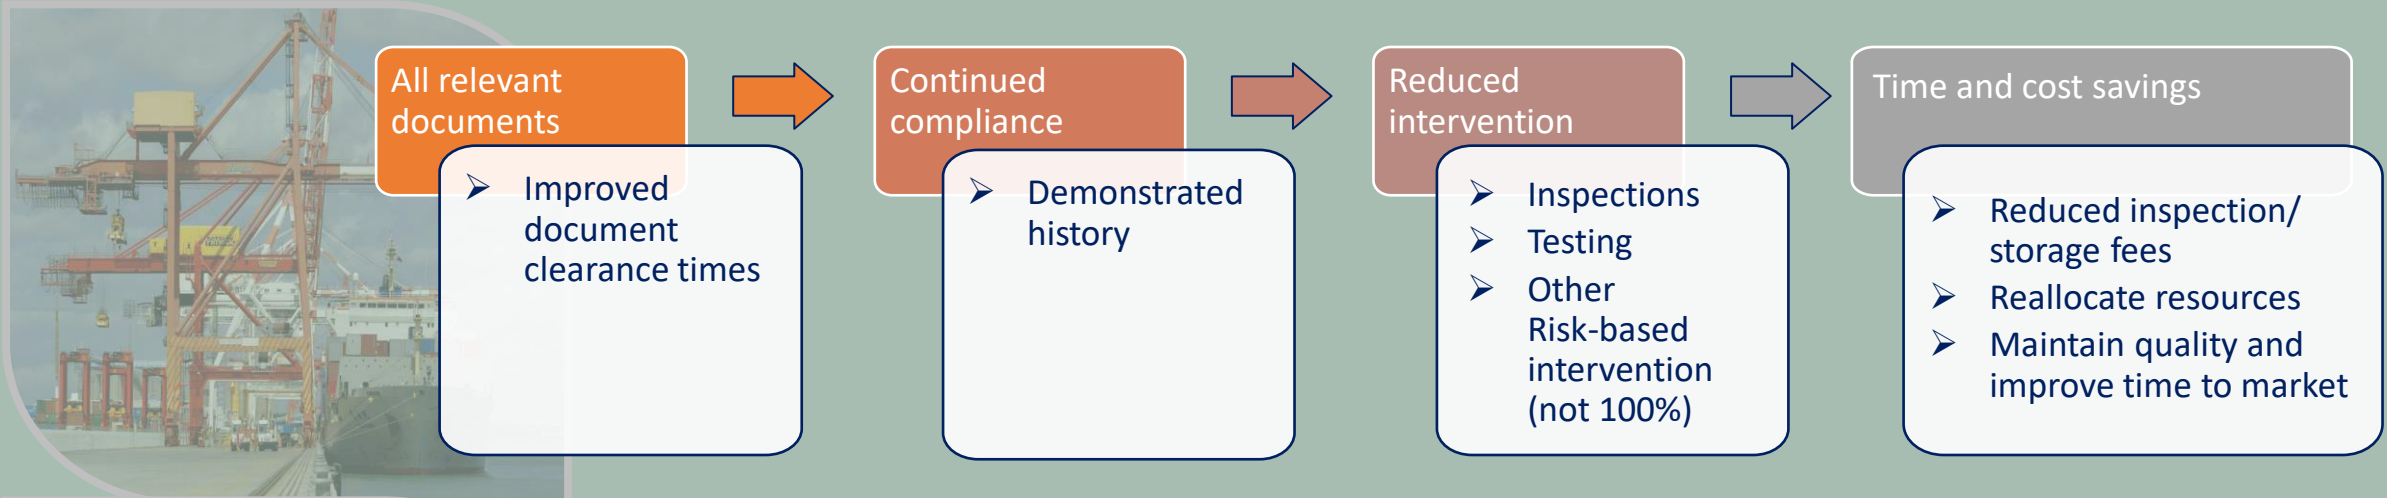 All relevant
documents
➢ Improved
document
clearance times
Continued
compliance
➢ Demonstrated
history
Reduced
intervention
➢ Inspections
➢ Testing
➢ Other
Risk-based
intervention
(not 100%)
Time and cost savings
➢ Reduced inspection/
storage fees
➢ Reallocate resources
➢ Maintain quality and
improve time to market